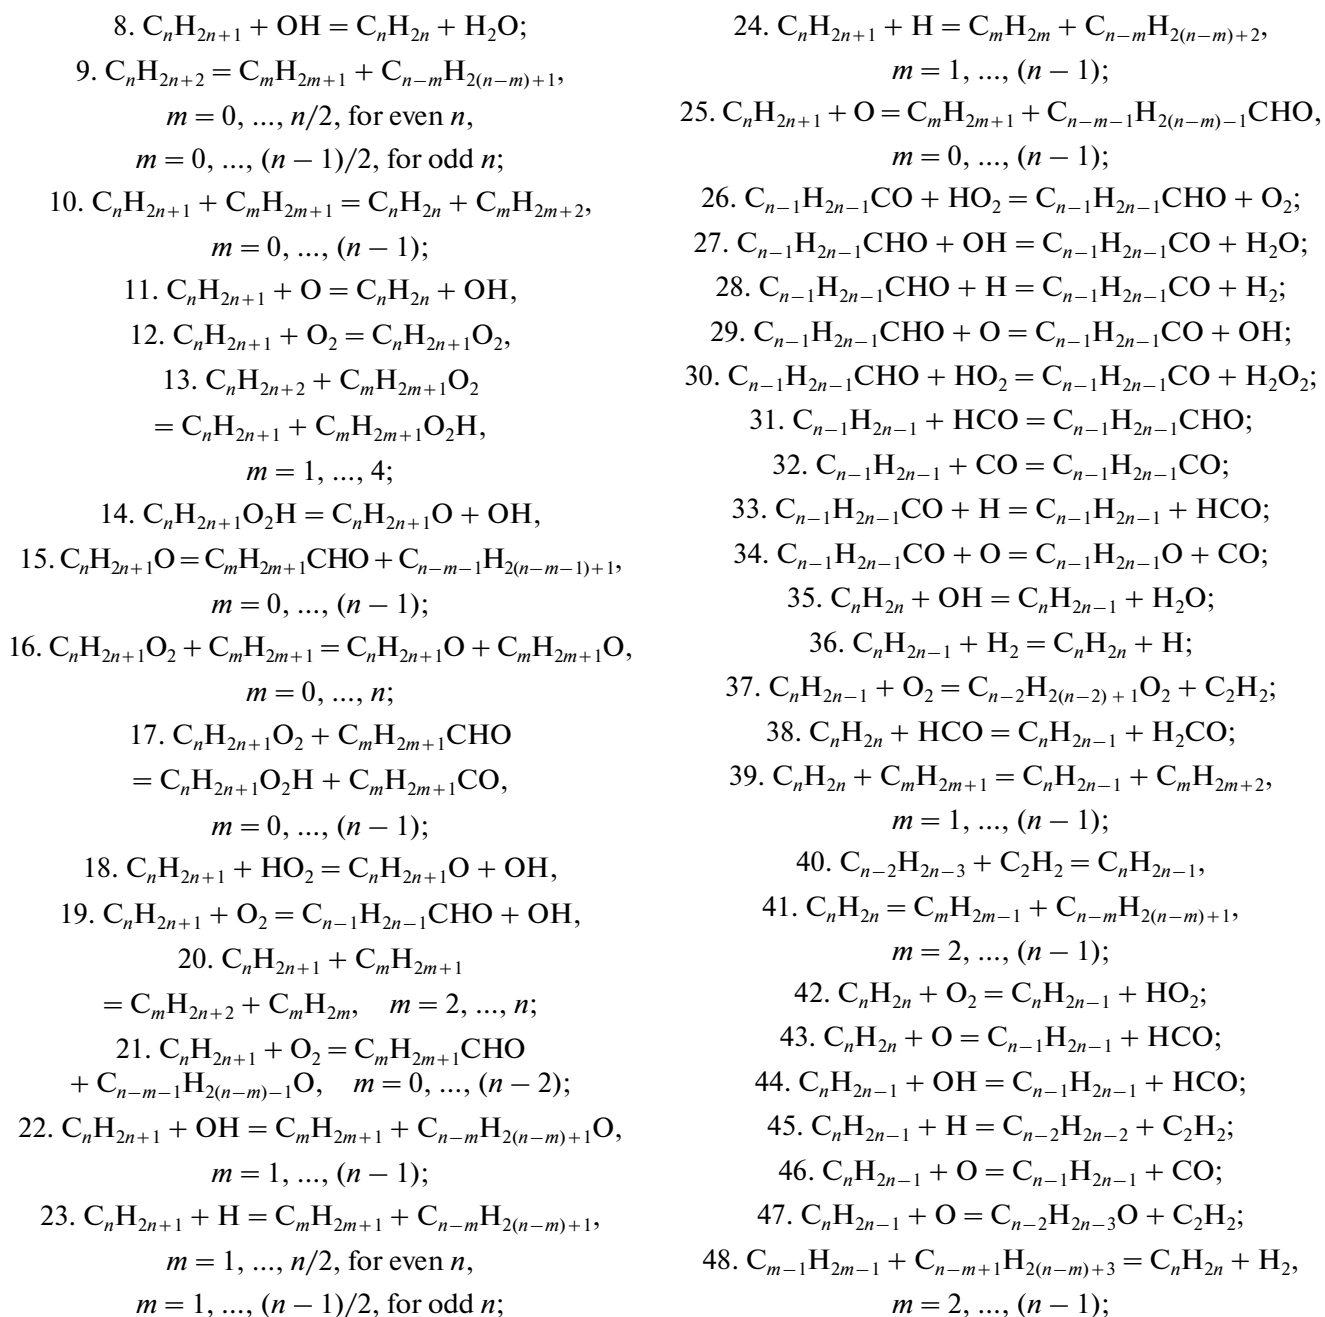 8. CₙH₂ₙ₊₁ + OH = CₙH₂ₙ + H₂O;
9. CₙH₂ₙ₊₂ = CₘH₂ₘ₊₁ + Cₙ₋ₘH₂₍ₙ₋ₘ₎₊₁,
m = 0, ..., n/2, for even n,
m = 0, ..., (n − 1)/2, for odd n;
10. CₙH₂ₙ₊₁ + CₘH₂ₘ₊₁ = CₙH₂ₙ + CₘH₂ₘ₊₂,
m = 0, ..., (n − 1);
11. CₙH₂ₙ₊₁ + O = CₙH₂ₙ + OH,
12. CₙH₂ₙ₊₁ + O₂ = CₙH₂ₙ₊₁O₂,
13. CₙH₂ₙ₊₂ + CₘH₂ₘ₊₁O₂
= CₙH₂ₙ₊₁ + CₘH₂ₘ₊₁O₂H,
m = 1, ..., 4;
14. CₙH₂ₙ₊₁O₂H = CₙH₂ₙ₊₁O + OH,
15. CₙH₂ₙ₊₁O = CₘH₂ₘ₊₁CHO + Cₙ₋ₘ₋₁H₂₍ₙ₋ₘ₋₁₎₊₁,
m = 0, ..., (n − 1);
16. CₙH₂ₙ₊₁O₂ + CₘH₂ₘ₊₁ = CₙH₂ₙ₊₁O + CₘH₂ₘ₊₁O,
m = 0, ..., n;
17. CₙH₂ₙ₊₁O₂ + CₘH₂ₘ₊₁CHO
= CₙH₂ₙ₊₁O₂H + CₘH₂ₘ₊₁CO,
m = 0, ..., (n − 1);
18. CₙH₂ₙ₊₁ + HO₂ = CₙH₂ₙ₊₁O + OH,
19. CₙH₂ₙ₊₁ + O₂ = Cₙ₋₁H₂ₙ₋₁CHO + OH,
20. CₙH₂ₙ₊₁ + CₘH₂ₘ₊₁
= CₘH₂ₙ₊₂ + CₘH₂ₘ, m = 2, ..., n;
21. CₙH₂ₙ₊₁ + O₂ = CₘH₂ₘ₊₁CHO
+ Cₙ₋ₘ₋₁H₂₍ₙ₋ₘ₎₋₁O, m = 0, ..., (n − 2);
22. CₙH₂ₙ₊₁ + OH = CₘH₂ₘ₊₁ + Cₙ₋ₘH₂₍ₙ₋ₘ₎₊₁O,
m = 1, ..., (n − 1);
23. CₙH₂ₙ₊₁ + H = CₘH₂ₘ₊₁ + Cₙ₋ₘH₂₍ₙ₋ₘ₎₊₁,
m = 1, ..., n/2, for even n,
m = 1, ..., (n − 1)/2, for odd n;
24. CₙH₂ₙ₊₁ + H = CₘH₂ₘ + Cₙ₋ₘH₂₍ₙ₋ₘ₎₊₂,
m = 1, ..., (n − 1);
25. CₙH₂ₙ₊₁ + O = CₘH₂ₘ₊₁ + Cₙ₋ₘ₋₁H₂₍ₙ₋ₘ₎₋₁CHO,
m = 0, ..., (n − 1);
26. Cₙ₋₁H₂ₙ₋₁CO + HO₂ = Cₙ₋₁H₂ₙ₋₁CHO + O₂;
27. Cₙ₋₁H₂ₙ₋₁CHO + OH = Cₙ₋₁H₂ₙ₋₁CO + H₂O;
28. Cₙ₋₁H₂ₙ₋₁CHO + H = Cₙ₋₁H₂ₙ₋₁CO + H₂;
29. Cₙ₋₁H₂ₙ₋₁CHO + O = Cₙ₋₁H₂ₙ₋₁CO + OH;
30. Cₙ₋₁H₂ₙ₋₁CHO + HO₂ = Cₙ₋₁H₂ₙ₋₁CO + H₂O₂;
31. Cₙ₋₁H₂ₙ₋₁ + HCO = Cₙ₋₁H₂ₙ₋₁CHO;
32. Cₙ₋₁H₂ₙ₋₁ + CO = Cₙ₋₁H₂ₙ₋₁CO;
33. Cₙ₋₁H₂ₙ₋₁CO + H = Cₙ₋₁H₂ₙ₋₁ + HCO;
34. Cₙ₋₁H₂ₙ₋₁CO + O = Cₙ₋₁H₂ₙ₋₁O + CO;
35. CₙH₂ₙ + OH = CₙH₂ₙ₋₁ + H₂O;
36. CₙH₂ₙ₋₁ + H₂ = CₙH₂ₙ + H;
37. CₙH₂ₙ₋₁ + O₂ = Cₙ₋₂H₂₍ₙ₋₂₎₊₁O₂ + C₂H₂;
38. CₙH₂ₙ + HCO = CₙH₂ₙ₋₁ + H₂CO;
39. CₙH₂ₙ + CₘH₂ₘ₊₁ = CₙH₂ₙ₋₁ + CₘH₂ₘ₊₂,
m = 1, ..., (n − 1);
40. Cₙ₋₂H₂ₙ₋₃ + C₂H₂ = CₙH₂ₙ₋₁,
41. CₙH₂ₙ = CₘH₂ₘ₋₁ + Cₙ₋ₘH₂₍ₙ₋ₘ₎₊₁,
m = 2, ..., (n − 1);
42. CₙH₂ₙ + O₂ = CₙH₂ₙ₋₁ + HO₂;
43. CₙH₂ₙ + O = Cₙ₋₁H₂ₙ₋₁ + HCO;
44. CₙH₂ₙ₋₁ + OH = Cₙ₋₁H₂ₙ₋₁ + HCO;
45. CₙH₂ₙ₋₁ + H = Cₙ₋₂H₂ₙ₋₂ + C₂H₂;
46. CₙH₂ₙ₋₁ + O = Cₙ₋₁H₂ₙ₋₁ + CO;
47. CₙH₂ₙ₋₁ + O = Cₙ₋₂H₂ₙ₋₃O + C₂H₂;
48. Cₘ₋₁H₂ₘ₋₁ + Cₙ₋ₘ₊₁H₂₍ₙ₋ₘ₎₊₃ = CₙH₂ₙ + H₂,
m = 2, ..., (n − 1);